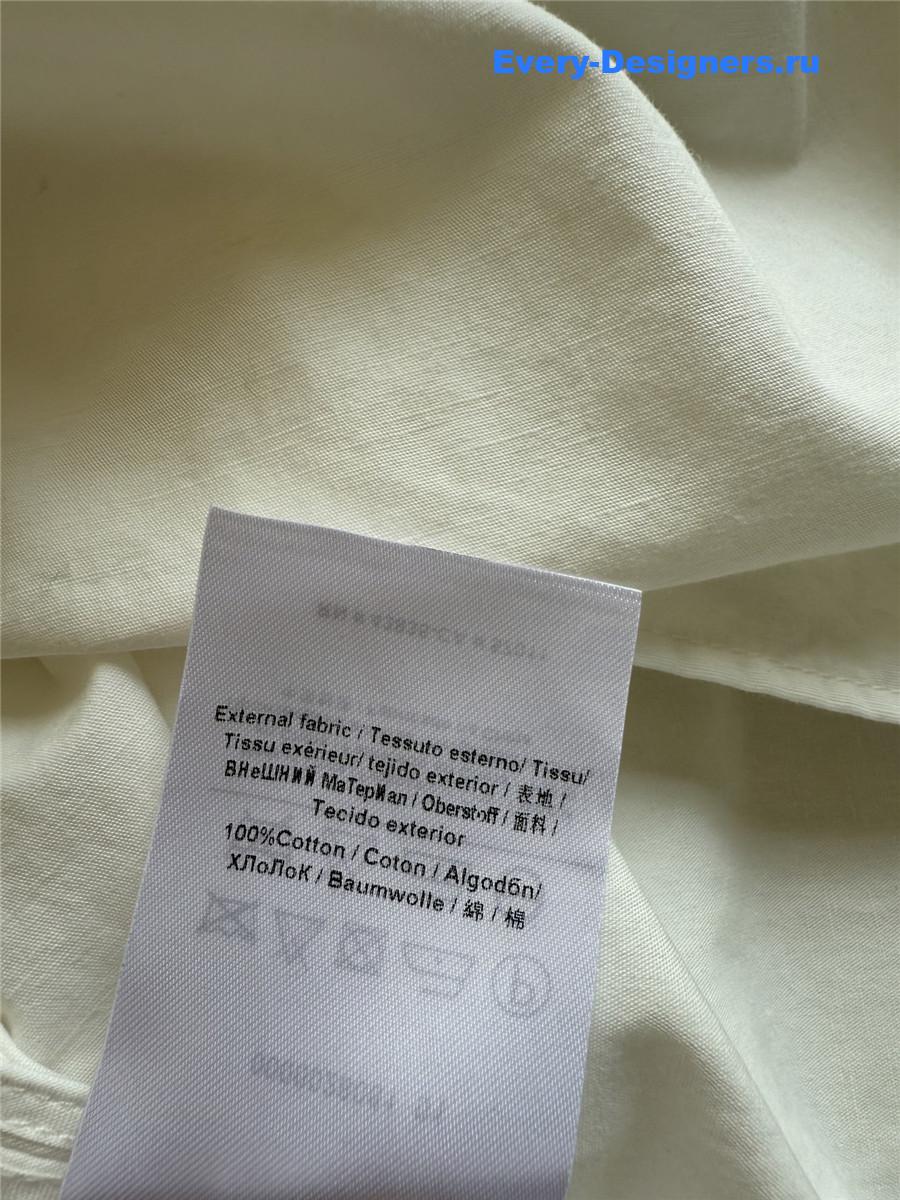 Every-Designers.ru
External fabric / Tessuto esterno/ Tissu/
Tissu exérieur/ tejido exterior / 表地 /
ВНеШНИЙ МаТерИал / Oberstoff / 面料 /
Tecido exterior
100%Cotton / Coton / Algodбn/
ХЛоЛоК / Baumwolle / 綿 / 棉